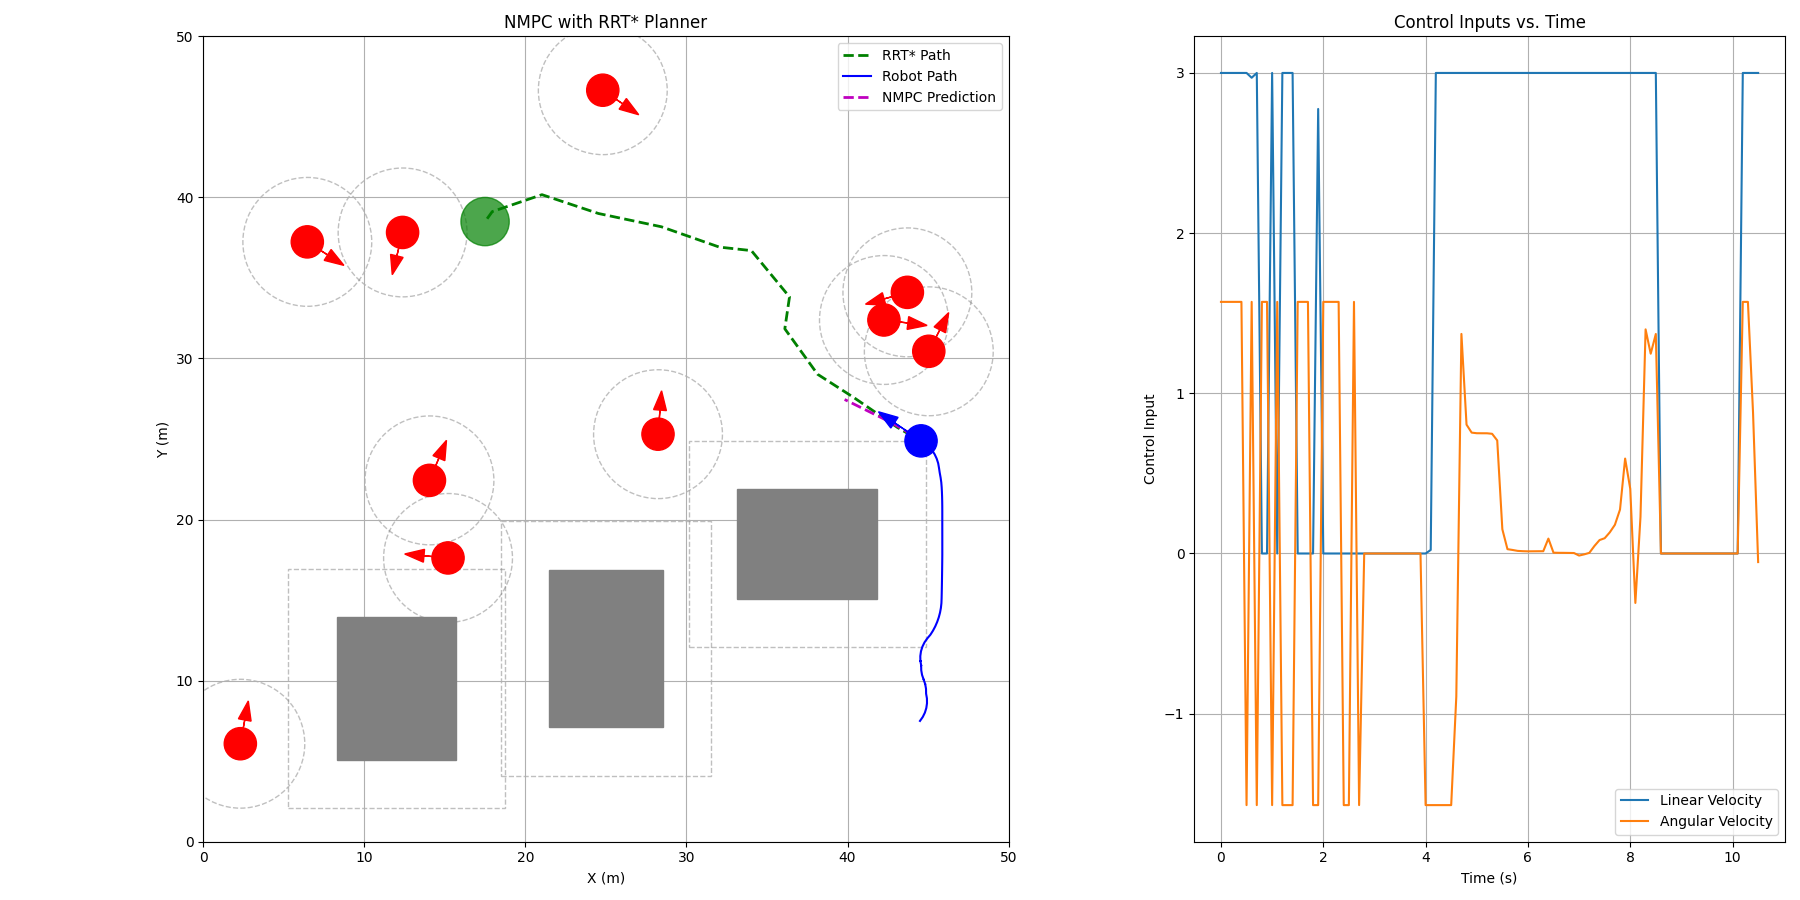 NMPC with RRT* Planner
50
40
30
20
10
0
Y (m)
0 10 20 30 40 50
X (m)
RRT* Path
Robot Path
NMPC Prediction
Control Inputs vs. Time
3
2
1
0
−1
Control Input
0 2 4 6 8 10
Time (s)
Linear Velocity
Angular Velocity